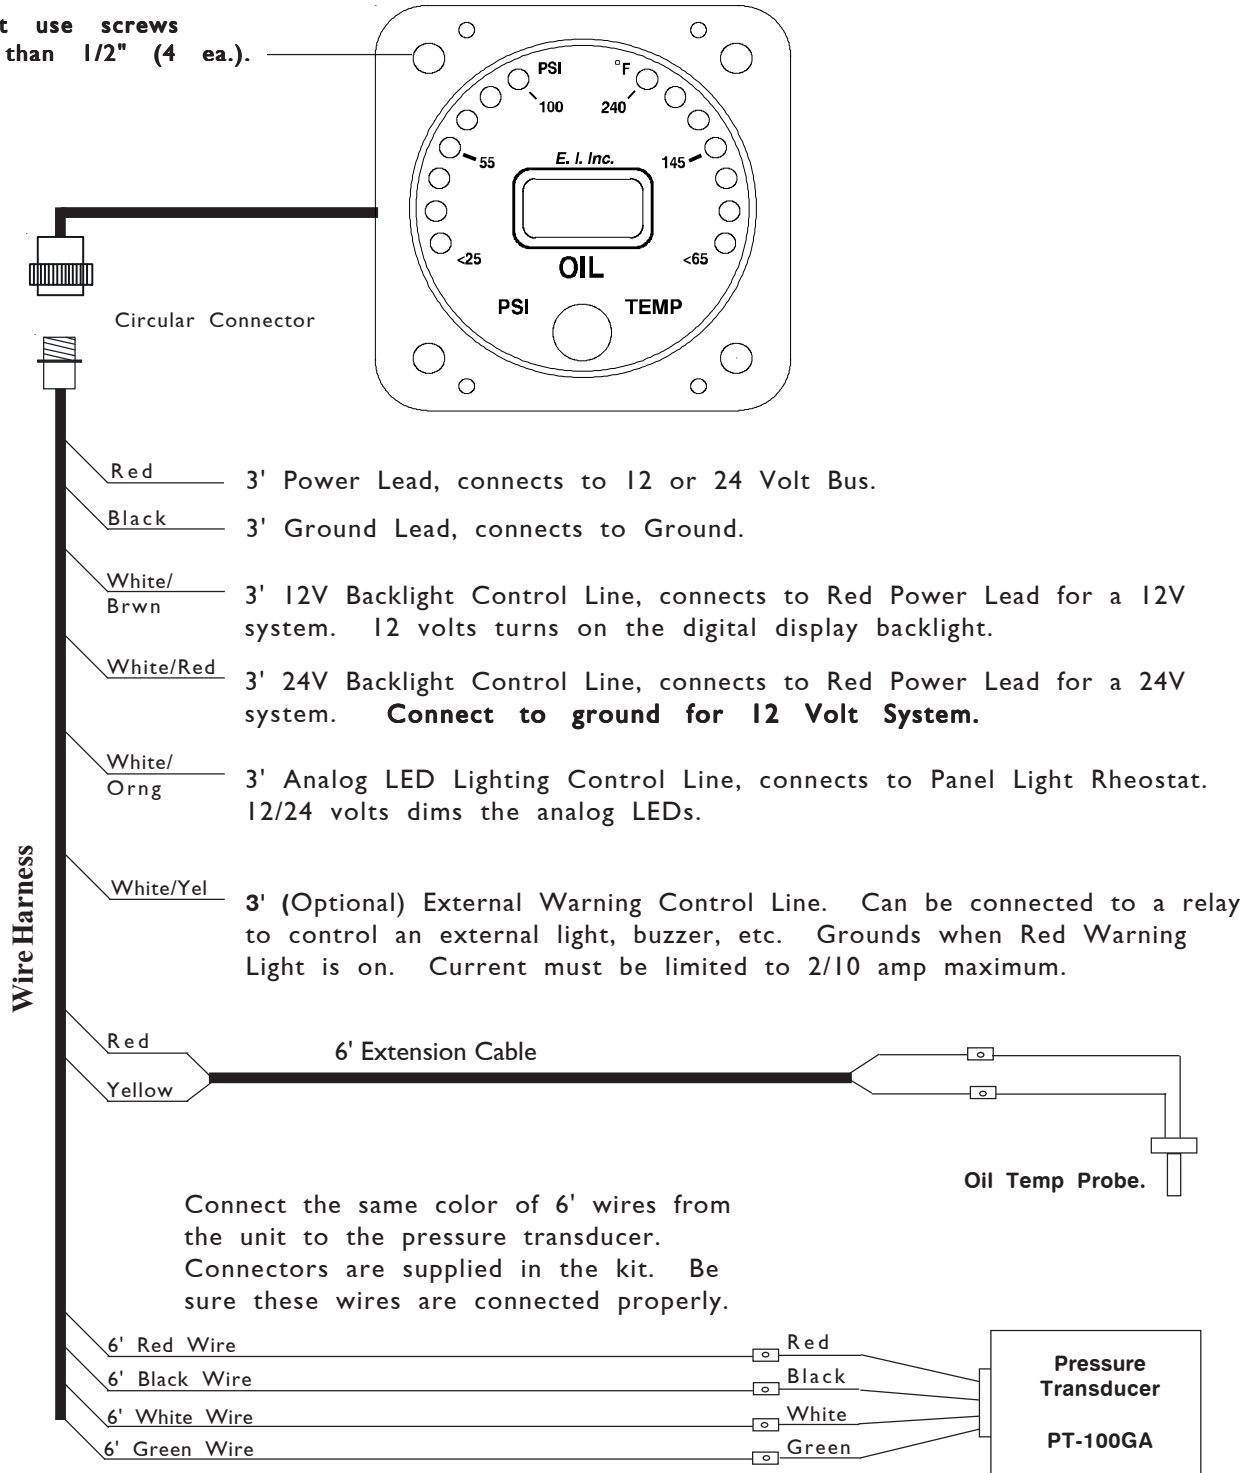 t use screws
than 1/2" (4 ea.).
PSI
°F
100
240
55
E. I. Inc.
145
<25
<65
OIL
PSI
TEMP
Circular Connector
Red
3' Power Lead, connects to 12 or 24 Volt Bus.
Black
3' Ground Lead, connects to Ground.
White/
Brwn
3' 12V Backlight Control Line, connects to Red Power Lead for a 12V
system. 12 volts turns on the digital display backlight.
White/Red
3' 24V Backlight Control Line, connects to Red Power Lead for a 24V
system. Connect to ground for 12 Volt System.
White/
Orng
3' Analog LED Lighting Control Line, connects to Panel Light Rheostat.
12/24 volts dims the analog LEDs.
Wire Harness
White/Yel
3' (Optional) External Warning Control Line. Can be connected to a relay
to control an external light, buzzer, etc. Grounds when Red Warning
Light is on. Current must be limited to 2/10 amp maximum.
Red
6' Extension Cable
Yellow
Oil Temp Probe.
Connect the same color of 6' wires from
the unit to the pressure transducer.
Connectors are supplied in the kit. Be
sure these wires are connected properly.
6' Red Wire
Red
6' Black Wire
Black
6' White Wire
White
6' Green Wire
Green
Pressure
Transducer
PT-100GA